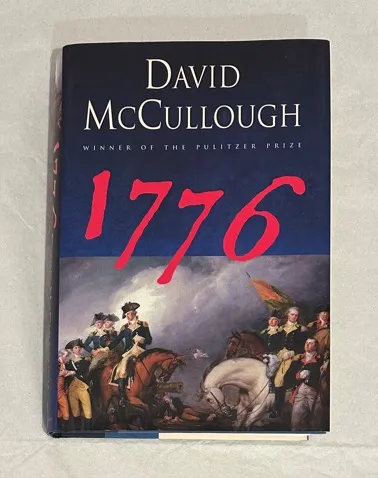 DAVID
McCULLOUGH
WINNER OF THE PULITZER PRIZE
1776